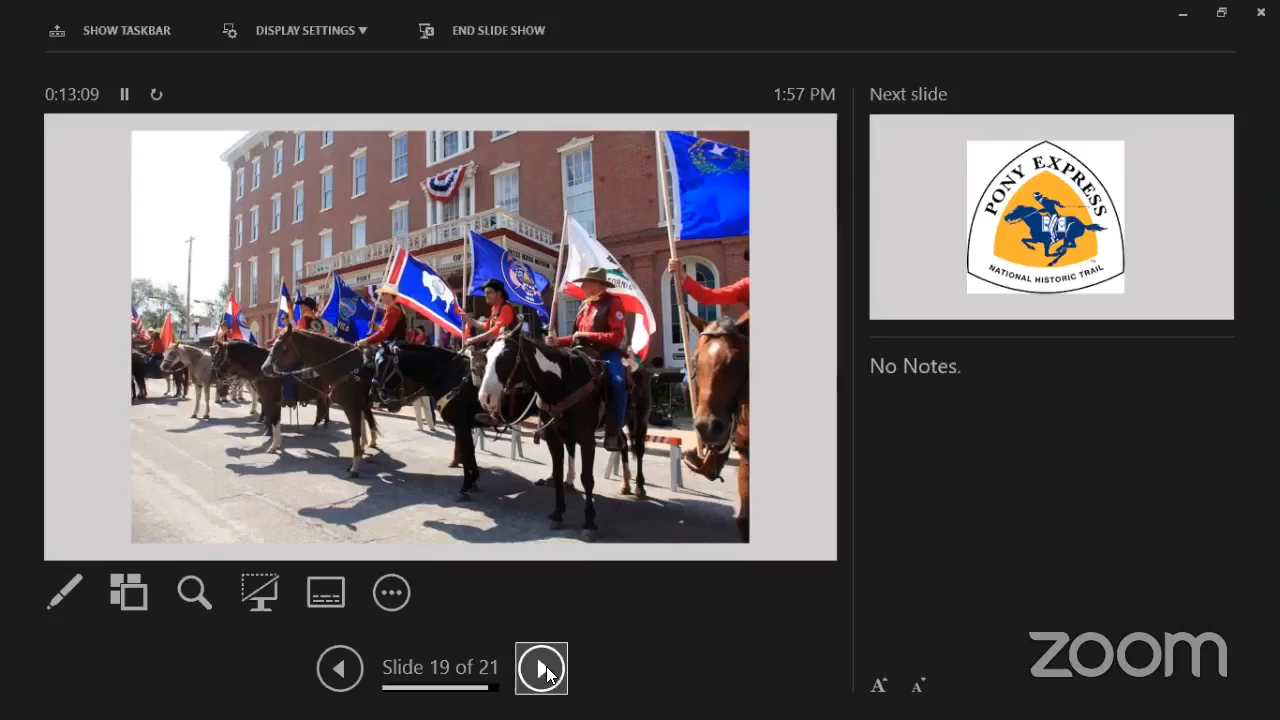 SHOW TASKBAR
DISPLAY SETTINGS ▼
END SLIDE SHOW
0:13:09
1:57 PM
Next slide
PONY EXPRESS
NATIONAL HISTORIC TRAIL
No Notes.
CALIFORNIA
Slide 19 of 21
zoom